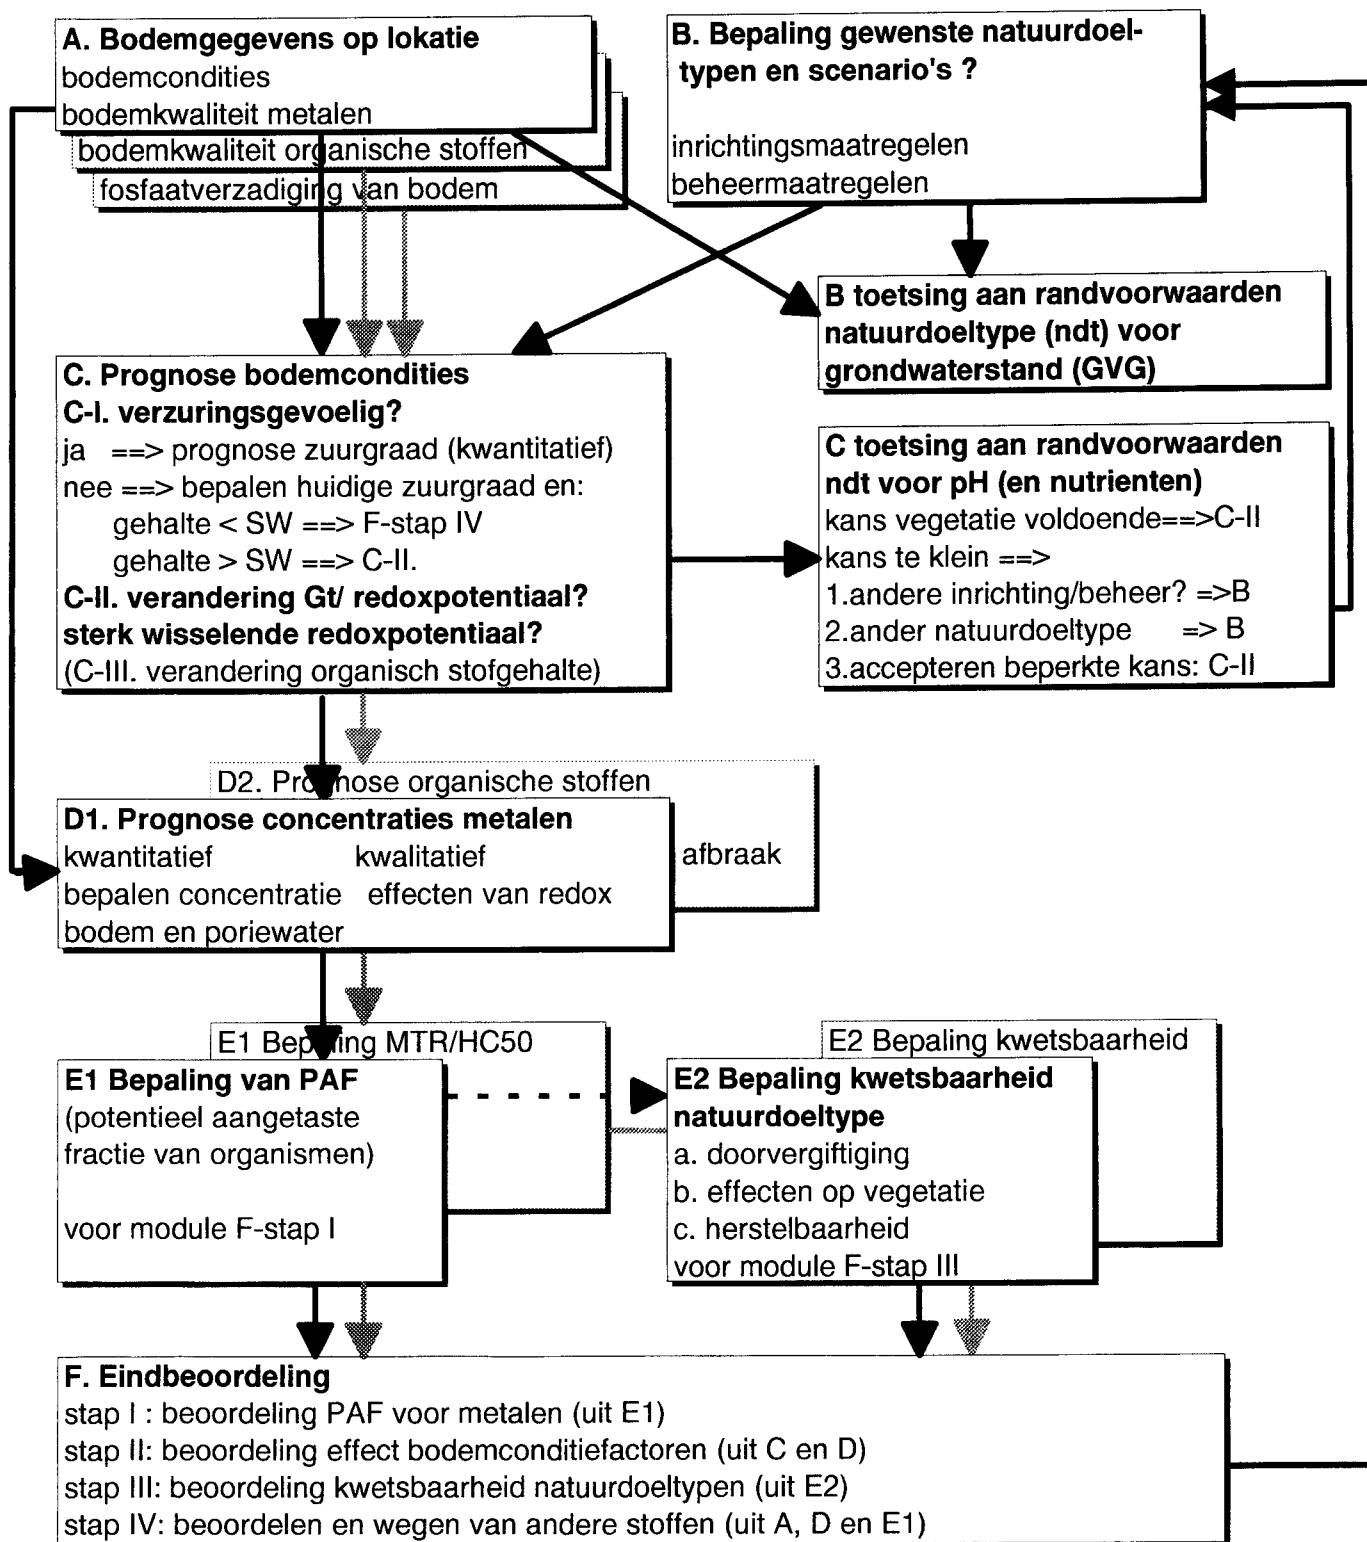 A. Bodemgegevens op lokatie
bodemcondities
bodemkwaliteit metalen
bodemkwaliteit organische stoffen
fosfaatverzadiging van bodem
B. Bepaling gewenste natuurdoel-
typen en scenario's ?
inrichtingsmaatregelen
beheermaatregelen
B toetsing aan randvoorwaarden
natuurdoeltype (ndt) voor
grondwaterstand (GVG)
C. Prognose bodemcondities
C-I. verzuringsgevoelig?
ja ==> prognose zuurgraad (kwantitatief)
nee ==> bepalen huidige zuurgraad en:
gehalte < SW ==> F-stap IV
gehalte > SW ==> C-II.
C-II. verandering Gt/ redoxpotentiaal?
sterk wisselende redoxpotentiaal?
(C-III. verandering organisch stofgehalte)
C toetsing aan randvoorwaarden
ndt voor pH (en nutrienten)
kans vegetatie voldoende==>C-II
kans te klein ==>
1.andere inrichting/beheer? =>B
2.ander natuurdoeltype => B
3.accepteren beperkte kans: C-II
D2. Prognose organische stoffen
afbraak
D1. Prognose concentraties metalen
kwantitatief kwalitatief
bepalen concentratie effecten van redox
bodem en poriewater
E1 Bepaling MTR/HC50
E1 Bepaling van PAF
(potentieel aangetaste
fractie van organismen)
voor module F-stap I
E2 Bepaling kwetsbaarheid
E2 Bepaling kwetsbaarheid
natuurdoeltype
a. doorvergiftiging
b. effecten op vegetatie
c. herstelbaarheid
voor module F-stap III
F. Eindbeoordeling
stap I : beoordeling PAF voor metalen (uit E1)
stap II: beoordeling effect bodemconditiefactoren (uit C en D)
stap III: beoordeling kwetsbaarheid natuurdoeltypen (uit E2)
stap IV: beoordelen en wegen van andere stoffen (uit A, D en E1)